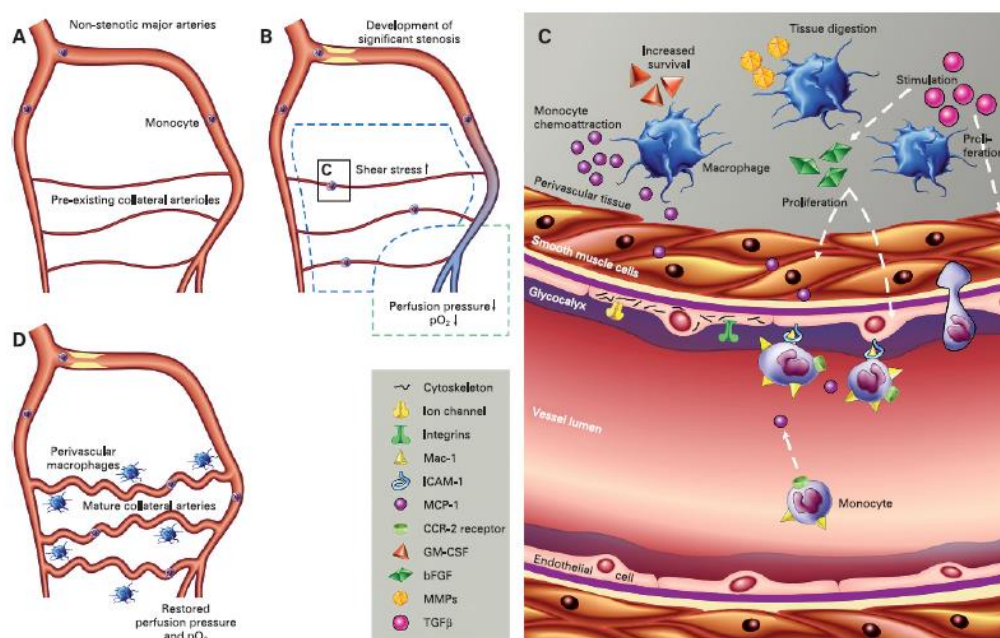 A
Non-stenotic major arteries
Monocyte
Pre-existing collateral arterioles
B
Development of
significant stenosis
C
Shear stress ↑
Perfusion pressure ↓
pO₂ ↓
D
Perivascular
macrophages
Mature collateral arteries
Restored
perfusion pressure
and pO₂
Cytoskeleton
Ion channel
Integrins
Mac-1
ICAM-1
MCP-1
CCR-2 receptor
GM-CSF
bFGF
MMPs
TGFβ
C
Increased
survival
Tissue digestion
Stimulation
Monocyte
chemoattraction
Macrophage
Proli-
feration
Perivascular tissue
Proliferation
Smooth muscle cells
Glycocalyx
Vessel lumen
Monocyte
Endothelial cell